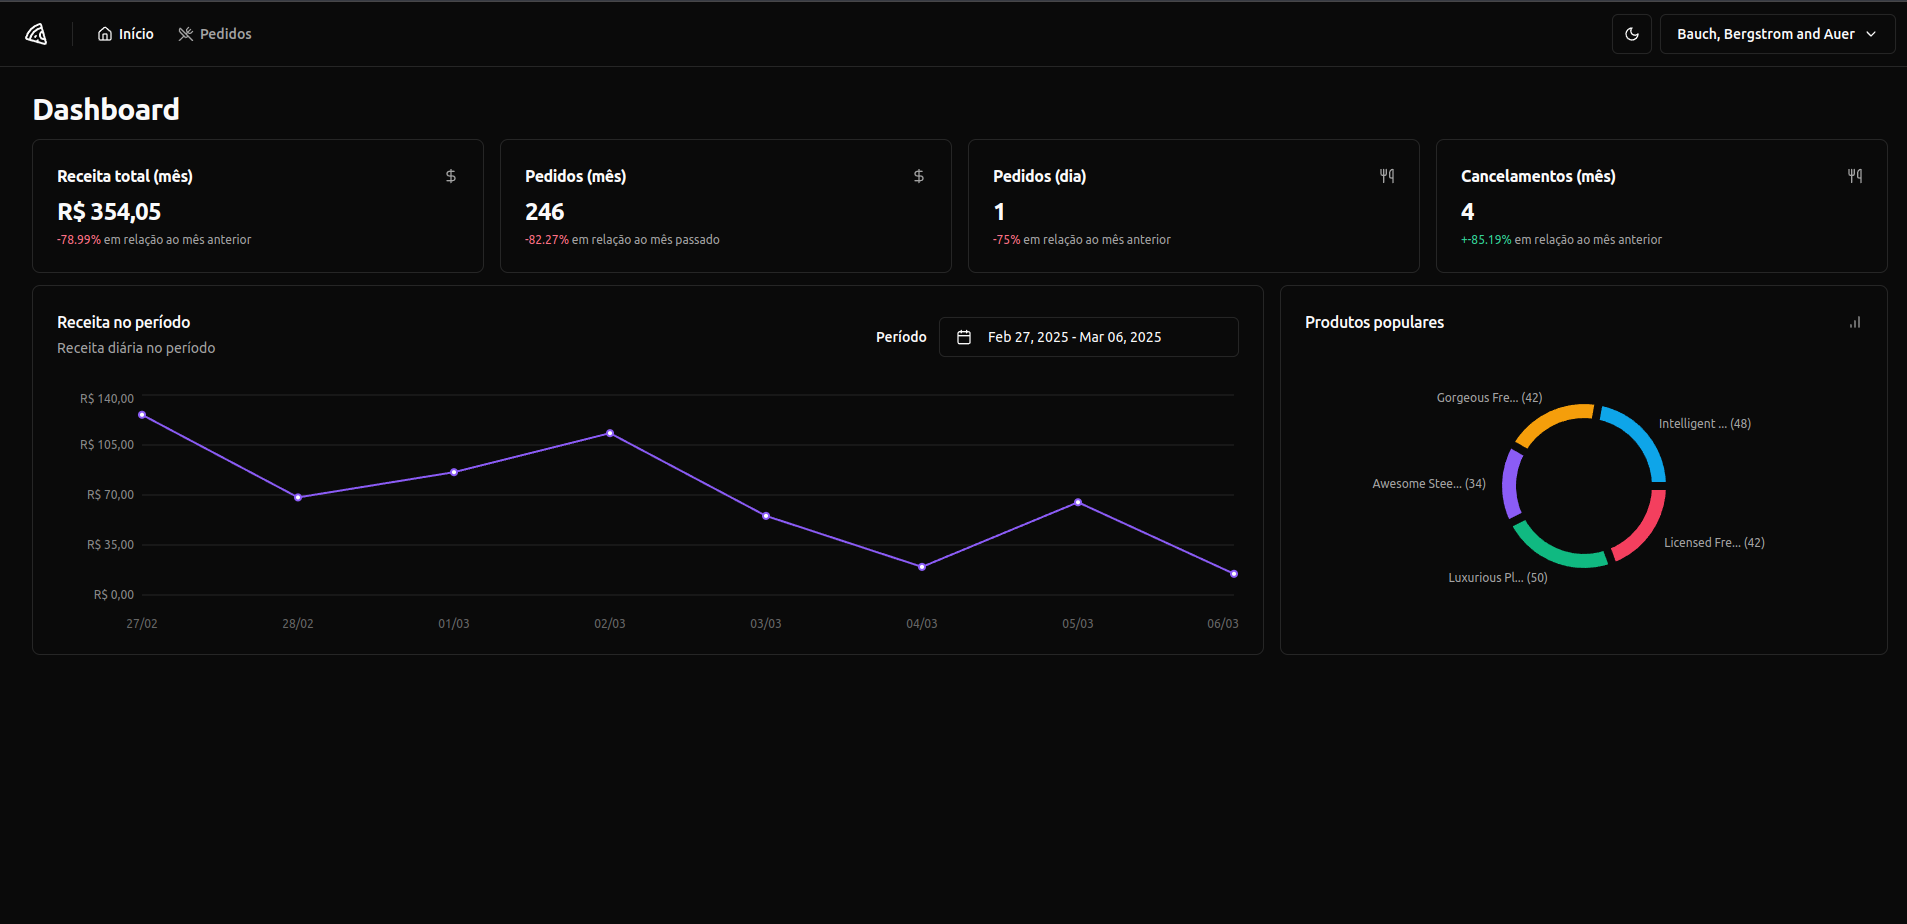 Início
Pedidos
Bauch, Bergstrom and Auer
Dashboard
Receita total (mês)
R$ 354,05
-78.99% em relação ao mês anterior
Pedidos (mês)
246
-82.27% em relação ao mês passado
Pedidos (dia)
1
-75% em relação ao mês anterior
Cancelamentos (mês)
4
+-85.19% em relação ao mês anterior
Receita no período
Receita diária no período
Período
Feb 27, 2025 - Mar 06, 2025
R$ 140,00
R$ 105,00
R$ 70,00
R$ 35,00
R$ 0,00
27/02
28/02
01/03
02/03
03/03
04/03
05/03
06/03
Produtos populares
Gorgeous Fre... (42)
Intelligent ... (48)
Awesome Stee... (34)
Licensed Fre... (42)
Luxurious Pl... (50)